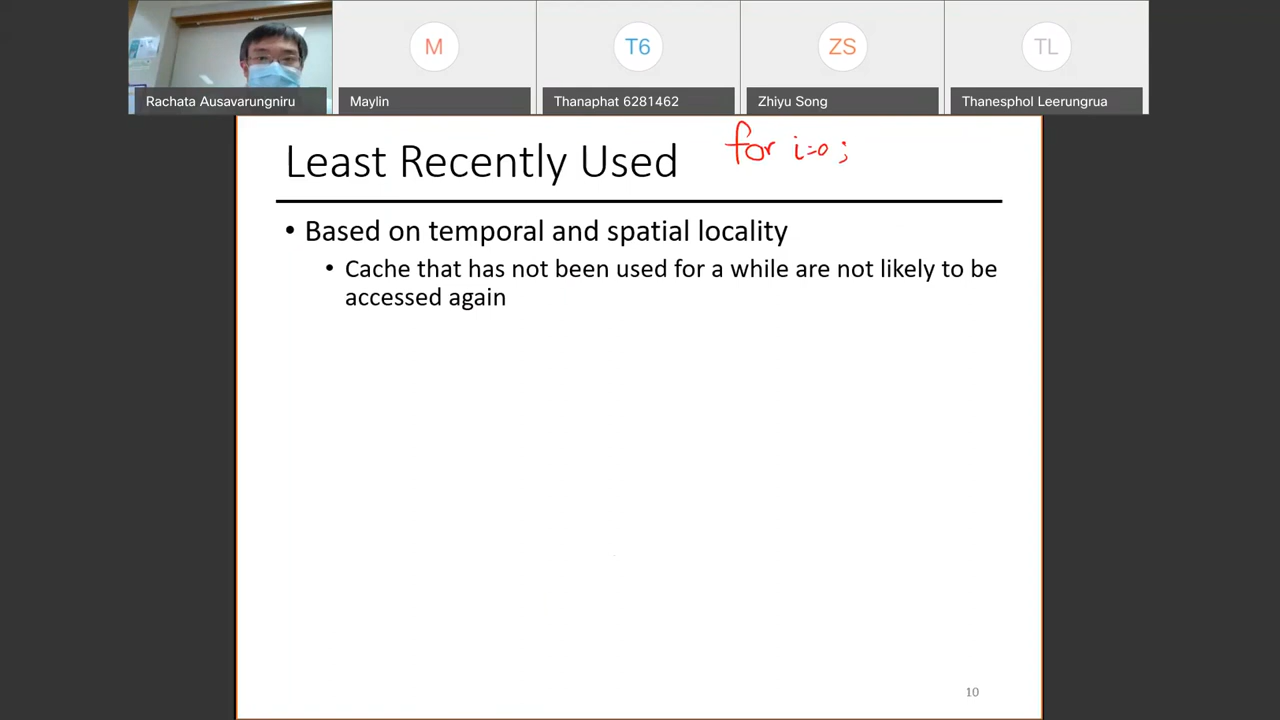 M
T6
ZS
TL
Rachata Ausavarungniru
Maylin
Thanaphat 6281462
Zhiyu Song
Thanesphol Leerungrua
Least Recently Used
for i=0 ;
• Based on temporal and spatial locality
• Cache that has not been used for a while are not likely to be
accessed again
10